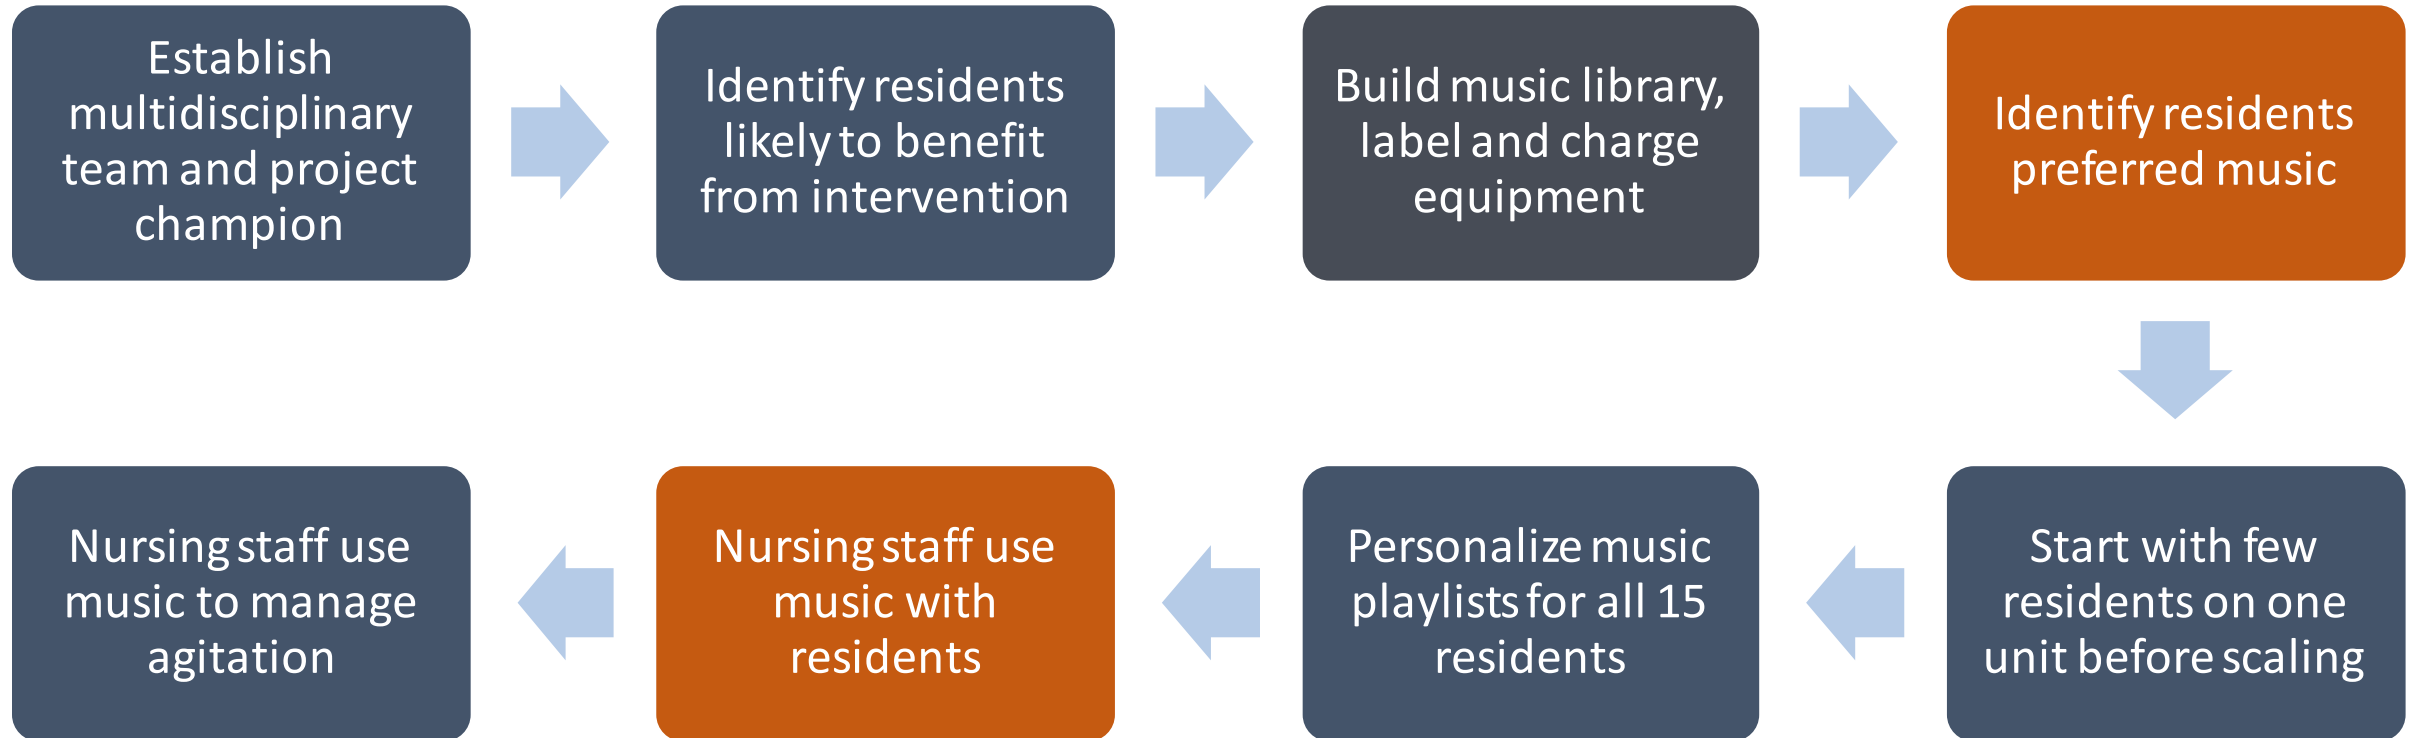 Establish
multidisciplinary
team and project
champion
Identify residents
likely to benefit
from intervention
Build music library,
label and charge
equipment
Identify residents
preferred music
Start with few
residents on one
unit before scaling
Personalize music
playlists for all 15
residents
Nursing staff use
music with
residents
Nursing staff use
music to manage
agitation